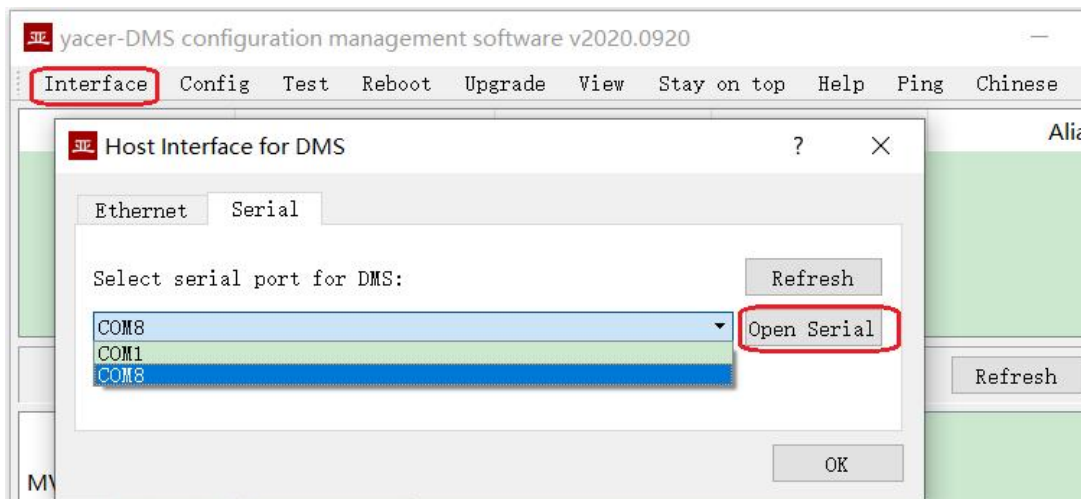 亚 yacer-DMS configuration management software v2020.0920
Interface Config Test Reboot Upgrade View Stay on top Help Ping Chinese
亚 Host Interface for DMS ?
Ethernet Serial
Select serial port for DMS:
Refresh
COM8
Open Serial
COM1
COM8
Refresh
OK